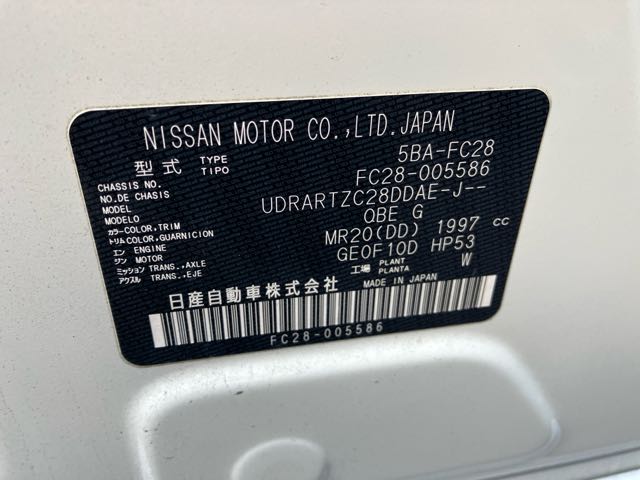 NISSAN MOTOR CO.,LTD.JAPAN
型式 TYPE TIPO 5BA-FC28
CHASSIS NO. NO.DE CHASIS FC28-005586
MODEL MODELO UDRARTZC28DDAE-J--
カラー COLOR,TRIM トリム COLOR,GUARNICION QBE G
エン ENGINE ジン MOTOR MR20(DD) 1997 cc
ミッション TRANS.,AXLE アクスル TRANS.,EJE GE0F10D HP53
工場 PLANT PLANTA W
日産自動車株式会社 MADE IN JAPAN
FC28-005586